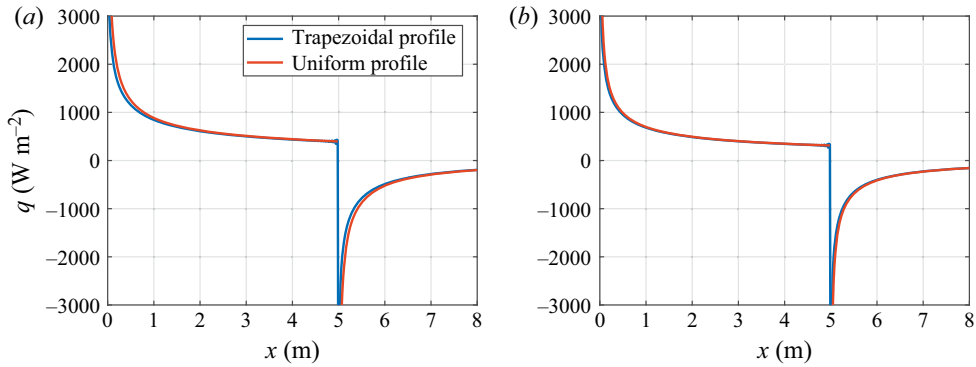 (a)
3000
2000
1000
0
−1000
−2000
−3000
q (W m−2)
Trapezoidal profile
Uniform profile
0 1 2 3 4 5 6 7 8
x (m)
(b)
3000
2000
1000
0
−1000
−2000
−3000
0 1 2 3 4 5 6 7 8
x (m)